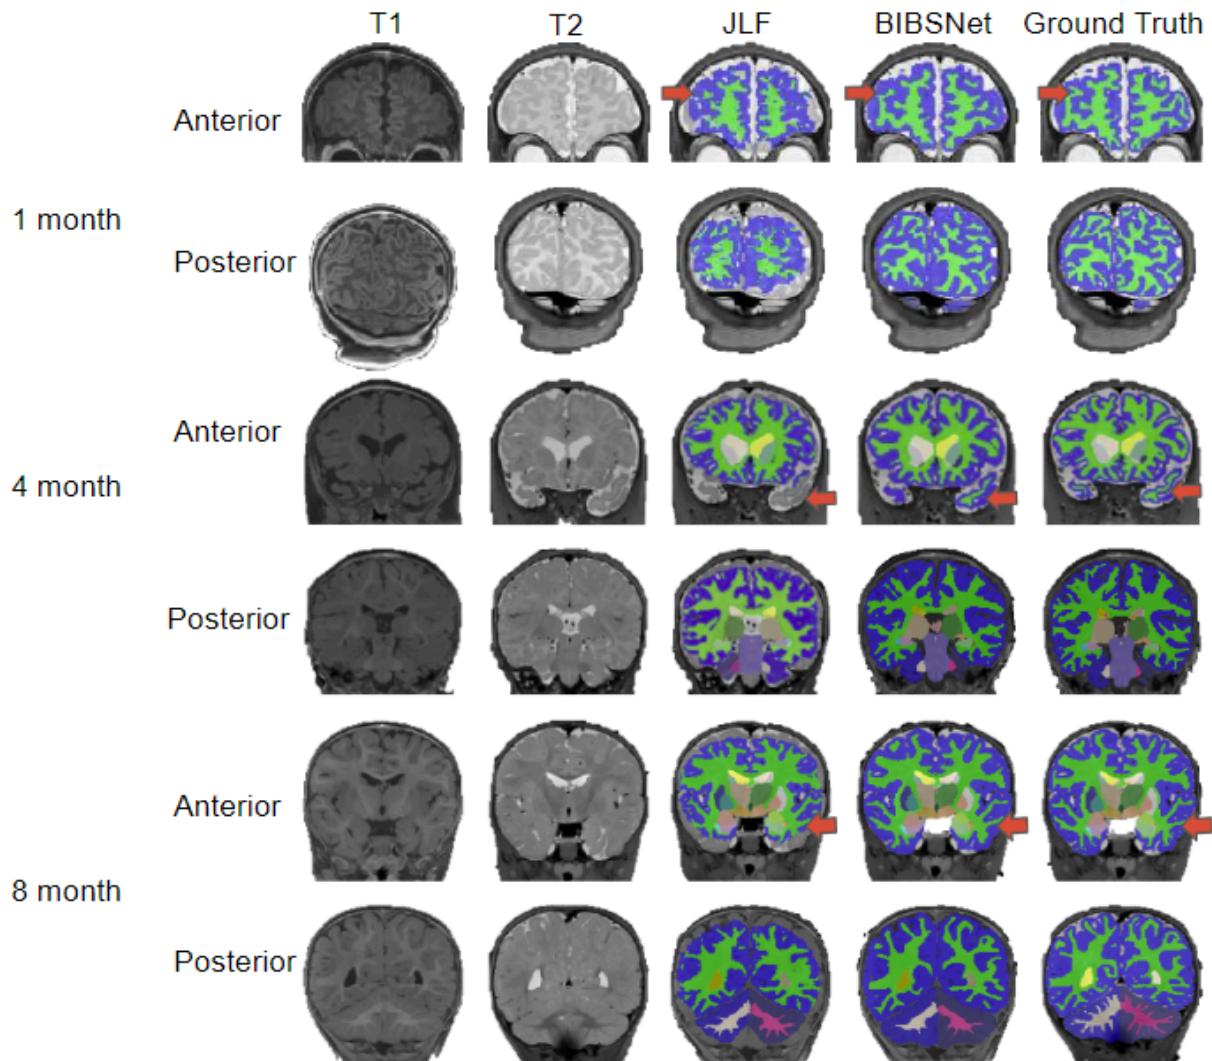 T1 T2 JLF BIBSNet Ground Truth
Anterior
1 month
Posterior
Anterior
4 month
Posterior
Anterior
8 month
Posterior